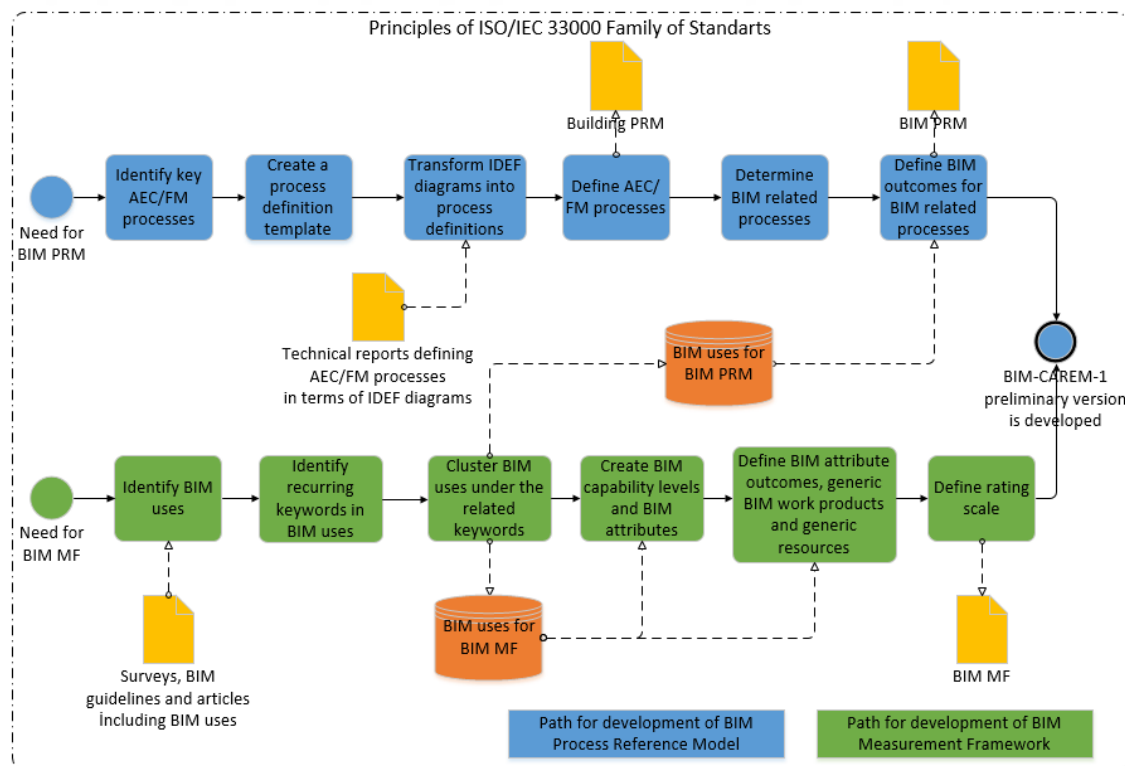 Principles of ISO/IEC 33000 Family of Standarts
Building PRM
BIM PRM
Need for
BIM PRM
Identify key
AEC/FM
processes
Create a
process
definition
template
Transform IDEF
diagrams into
process
definitions
Define AEC/
FM processes
Determine
BIM related
processes
Define BIM
outcomes for
BIM related
processes
Technical reports defining
AEC/FM processes
in terms of IDEF diagrams
BIM uses for
BIM PRM
BIM-CAREM-1
preliminary version
is developed
Need for
BIM MF
Identify BIM
uses
Identify
recurring
keywords in
BIM uses
Cluster BIM
uses under the
related
keywords
Create BIM
capability levels
and BIM
attributes
Define BIM attribute
outcomes, generic
BIM work products
and generic
resources
Define rating
scale
Surveys, BIM
guidelines and articles
İncluding BIM uses
BIM uses for
BIM MF
BIM MF
Path for development of BIM
Process Reference Model
Path for development of BIM
Measurement Framework